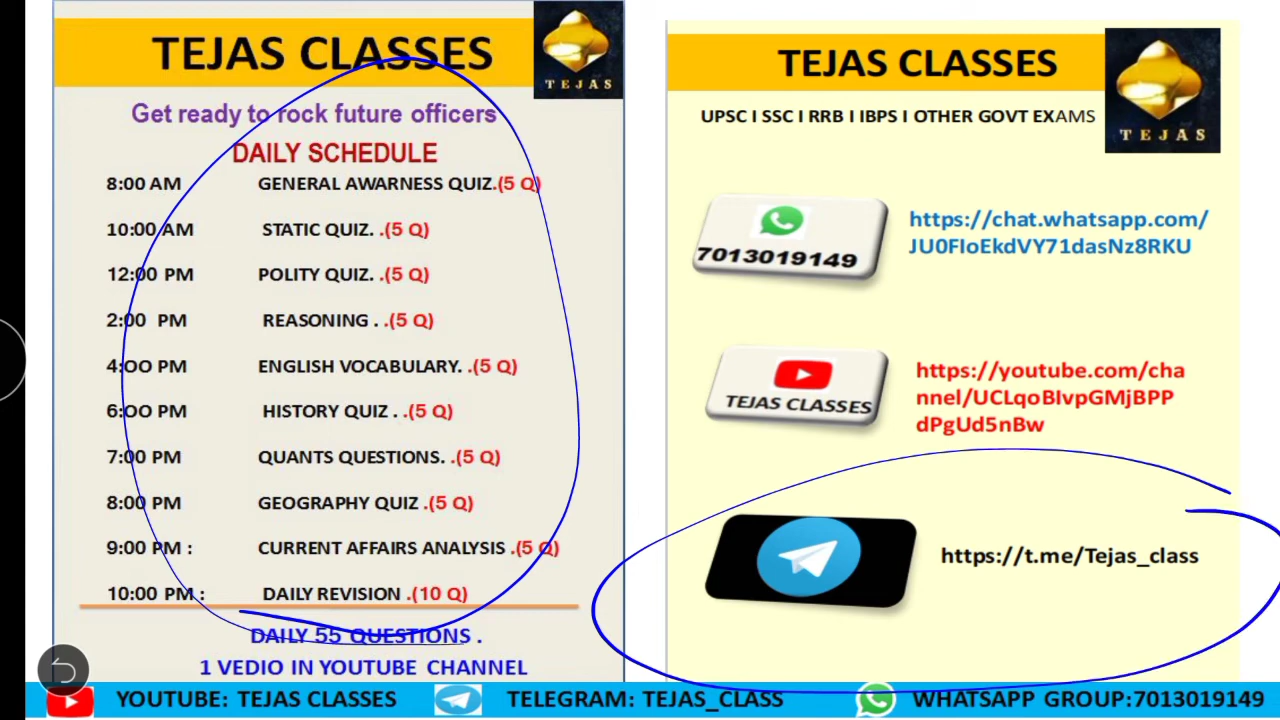 TEJAS CLASSES
TEJAS
Get ready to rock future officers
DAILY SCHEDULE
8:00 AM GENERAL AWARNESS QUIZ.(5 Q)
10:00 AM STATIC QUIZ. .(5 Q)
12:00 PM POLITY QUIZ. .(5 Q)
2:00 PM REASONING . .(5 Q)
4:OO PM ENGLISH VOCABULARY. .(5 Q)
6:OO PM HISTORY QUIZ . .(5 Q)
7:00 PM QUANTS QUESTIONS. .(5 Q)
8:00 PM GEOGRAPHY QUIZ .(5 Q)
9:00 PM : CURRENT AFFAIRS ANALYSIS .(5 Q)
10:00 PM : DAILY REVISION .(10 Q)
DAILY 55 QUESTIONS .
1 VEDIO IN YOUTUBE CHANNEL
TEJAS CLASSES
TEJAS
UPSC I SSC I RRB I IBPS I OTHER GOVT EXAMS
7013019149
https://chat.whatsapp.com/
JU0FIoEkdVY71dasNz8RKU
TEJAS CLASSES
https://youtube.com/cha
nnel/UCLqoBIvpGMjBPP
dPgUd5nBw
https://t.me/Tejas_class
YOUTUBE: TEJAS CLASSES TELEGRAM: TEJAS_CLASS WHATSAPP GROUP:7013019149